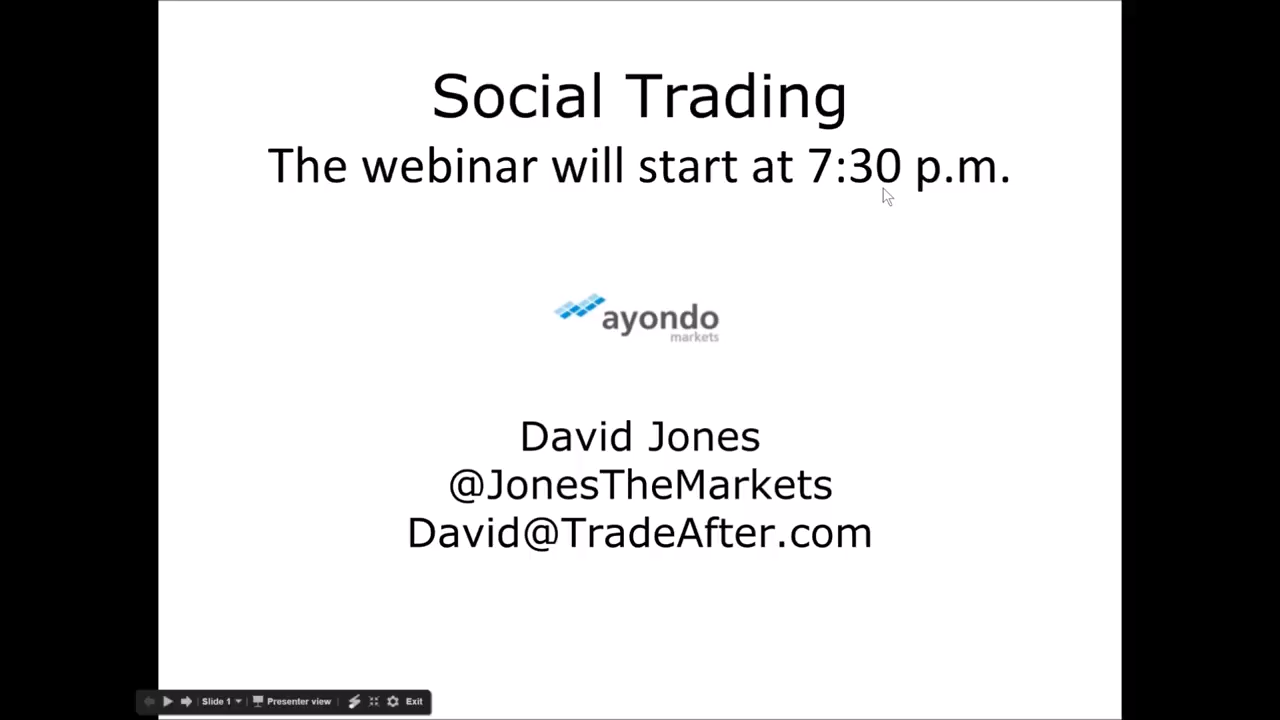 Social Trading
The webinar will start at 7:30 p.m.
ayondo
markets
David Jones
@JonesTheMarkets
David@TradeAfter.com
Slide 1
Presenter view
Exit